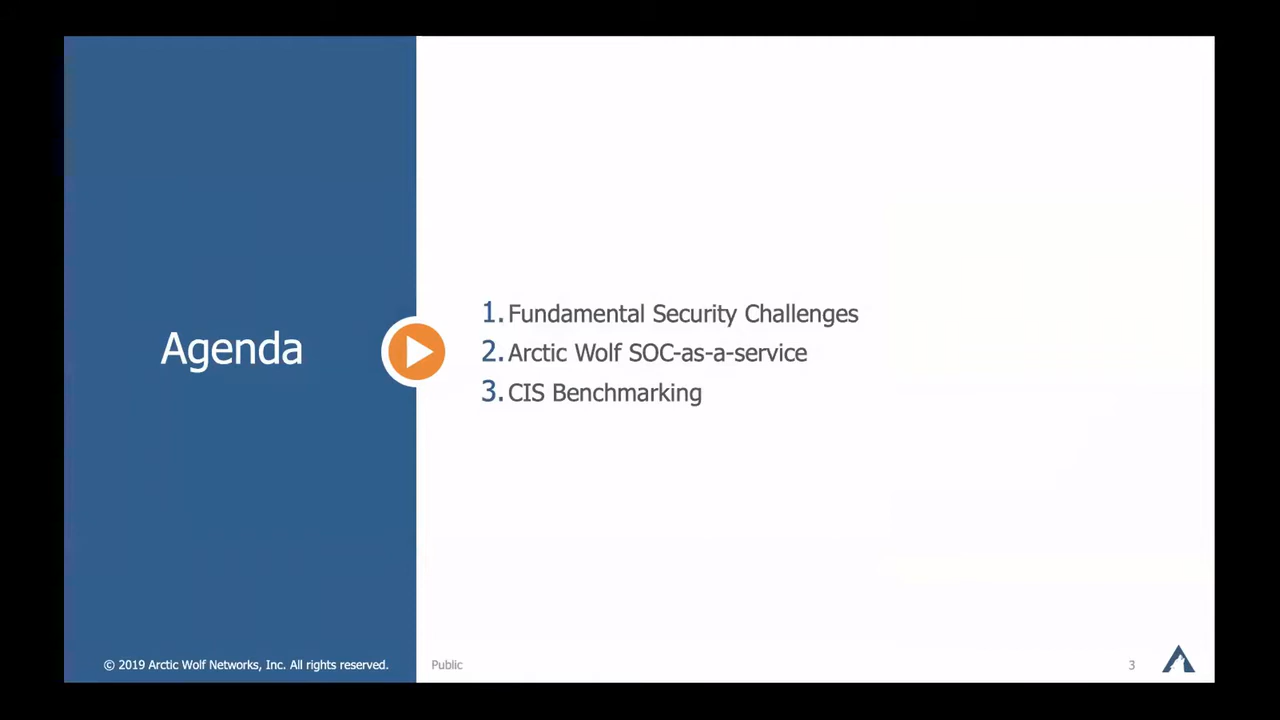 Agenda
1. Fundamental Security Challenges
2. Arctic Wolf SOC-as-a-service
3. CIS Benchmarking
© 2019 Arctic Wolf Networks, Inc. All rights reserved.
Public
3